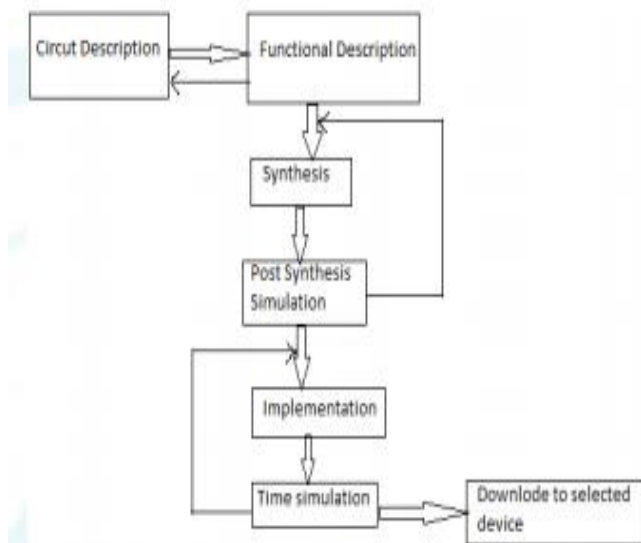 Circut Description
Functional Description
Synthesis
Post Synthesis
Simulation
Implementation
Time simulation
Downlode to selected
device